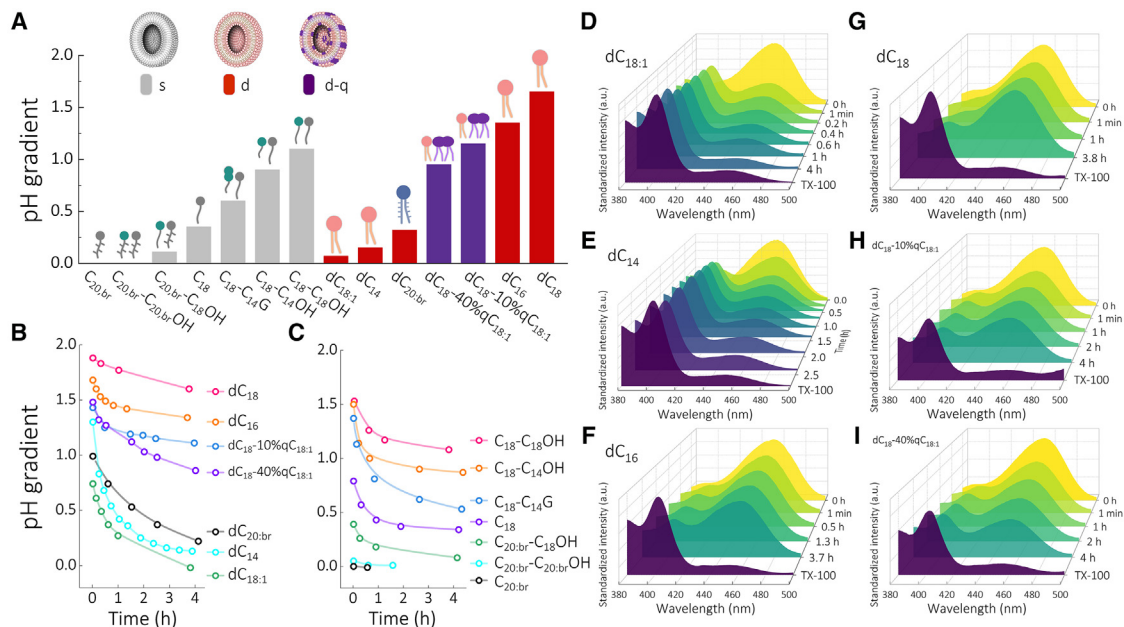 A
pH gradient
2.0
1.5
1.0
0.5
0.0
s
d
d-q
C20,br
C20,br-C20,brOH
C20,br-C18OH
C18
C18-C14G
C18-C14OH
C18-C18OH
dC18:1
dC14
dC20:br
dC18-40%qC18:1
dC18-10%qC18:1
dC16
dC18
B
pH gradient
2.0
1.5
1.0
0.5
0.0
0 1 2 3 4
Time (h)
dC18
dC16
dC18-10%qC18:1
dC18-40%qC18:1
dC20:br
dC14
dC18:1
C
2.0
1.5
1.0
0.5
0.0
0 1 2 3 4
Time (h)
C18-C18OH
C18-C14OH
C18-C14G
C18
C20:br-C18OH
C20:br-C20:brOH
C20:br
D
dC18:1
Standardized intensity (a.u.)
380 400 420 440 460 480 500
Wavelength (nm)
0 h
1 min
0.2 h
0.4 h
0.6 h
1 h
4 h
TX-100
E
dC14
Standardized intensity (a.u.)
380 400 420 440 460 480 500
Wavelength (nm)
0.0
0.5
1.0
1.5
2.0
2.5
TX-100
Time (h)
F
dC16
Standardized intensity (a.u.)
380 400 420 440 460 480 500
Wavelength (nm)
0 h
1 min
0.5 h
1.3 h
3.7 h
TX-100
G
dC18
Standardized intensity (a.u.)
380 400 420 440 460 480 500
Wavelength (nm)
0 h
1 min
1 h
3.8 h
TX-100
H
dC18-10%qC18:1
Standardized intensity (a.u.)
380 400 420 440 460 480 500
Wavelength (nm)
0 h
1 min
1 h
2 h
4 h
TX-100
I
dC18-40%qC18:1
Standardized intensity (a.u.)
380 400 420 440 460 480 500
Wavelength (nm)
0 h
1 min
1 h
2 h
4 h
TX-100